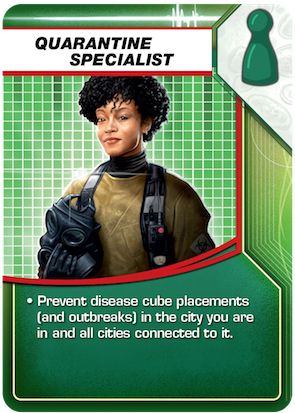 QUARANTINE
SPECIALIST
• Prevent disease cube placements
(and outbreaks) in the city you are
in and all cities connected to it.